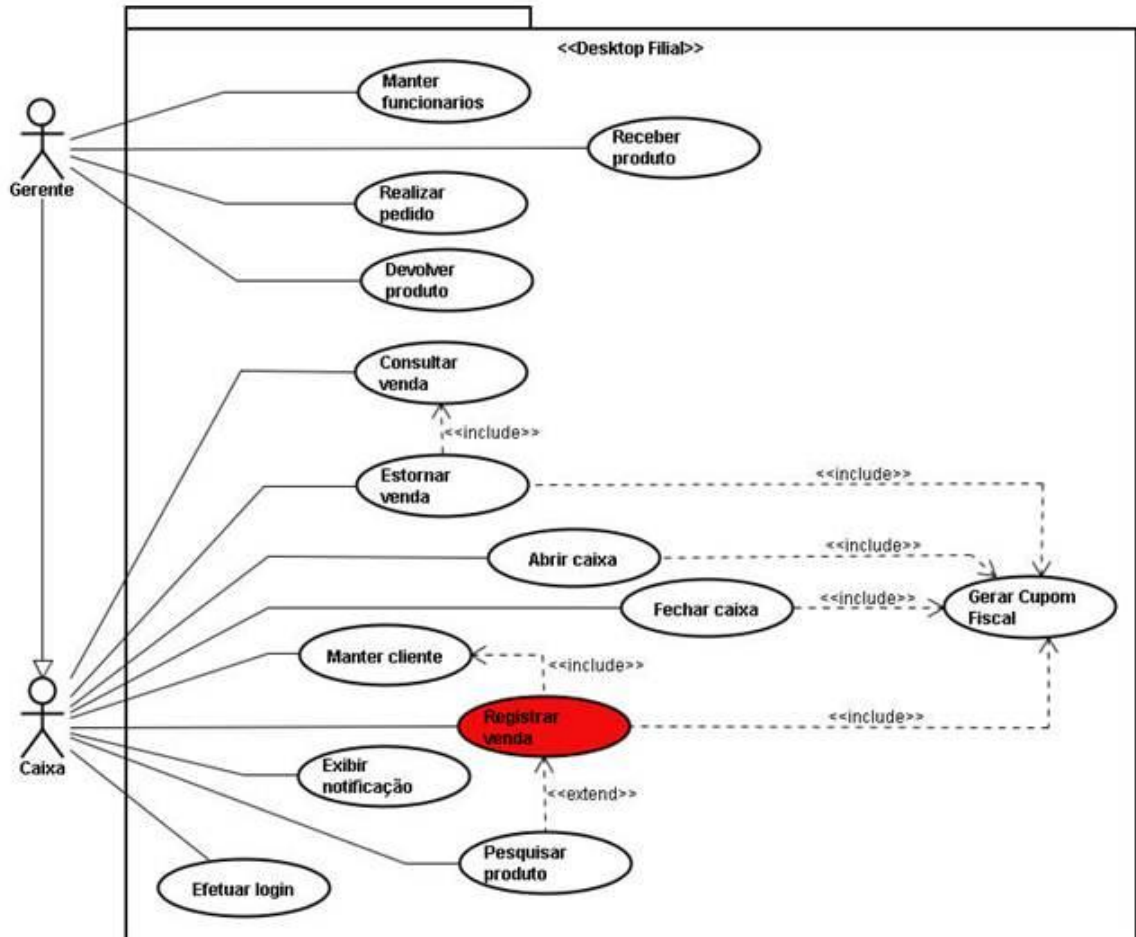 <<Desktop Filial>>
Manter
funcionarios
Receber
produto
Gerente
Realizar
pedido
Devolver
produto
Consultar
venda
<<include>>
Estornar
venda
<<include>>
Abrir caixa
<<include>>
Fechar caixa
<<include>>
Gerar Cupom
Fiscal
Manter cliente
<<include>>
Registrar
venda
<<include>>
Caixa
Exibir
notificação
<<extend>>
Pesquisar
produto
Efetuar login